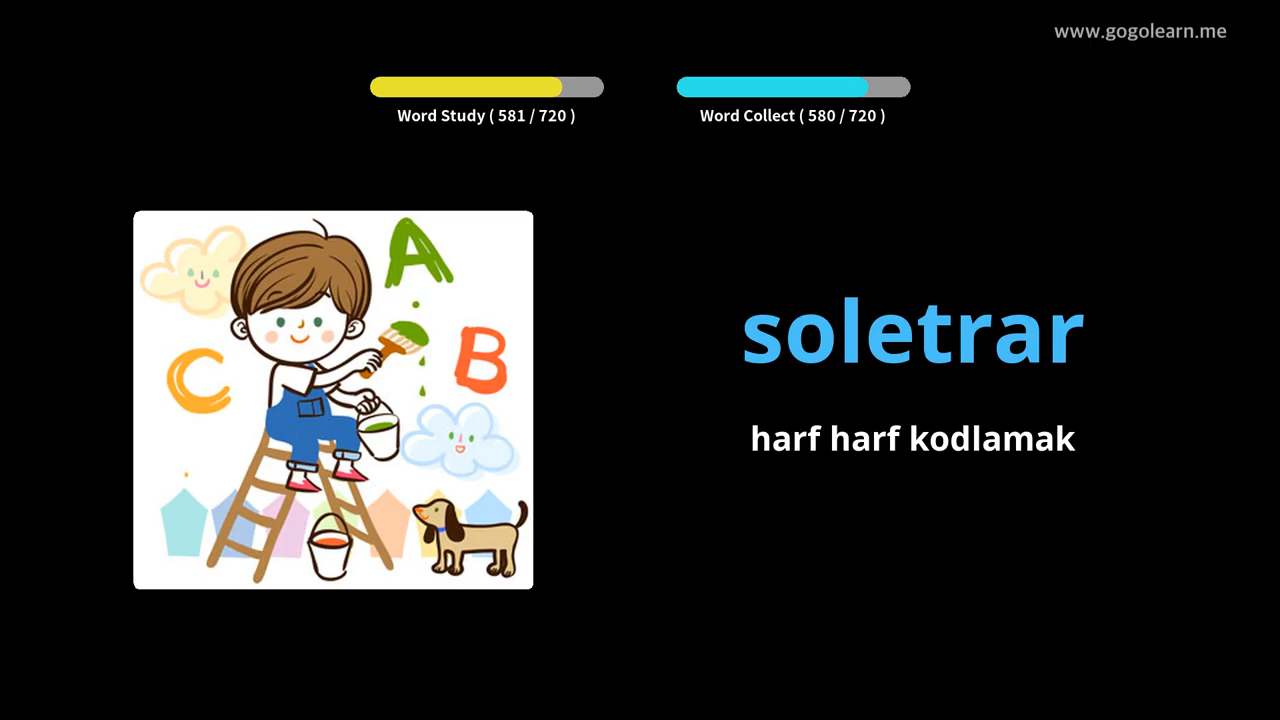 www.gogolearn.me
Word Study ( 581 / 720 )
Word Collect ( 580 / 720 )
A
B
C
soletrar
harf harf kodlamak